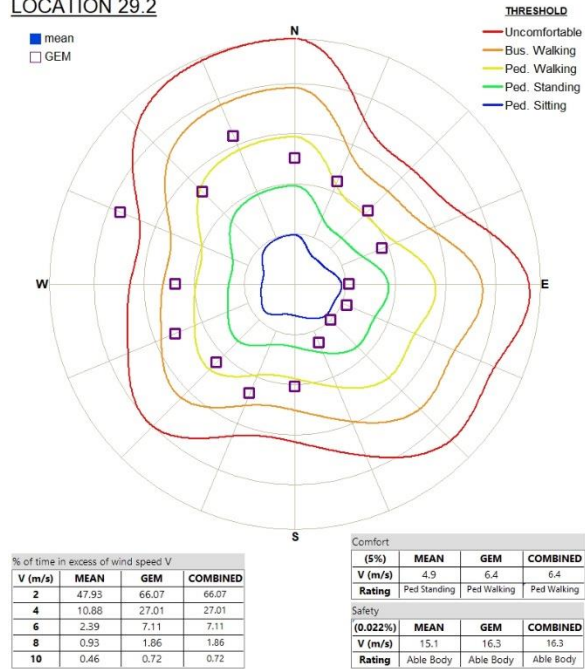 LOCATION 29.2
mean
GEM
THRESHOLD
Uncomfortable
Bus. Walking
Ped. Walking
Ped. Standing
Ped. Sitting
N
W
E
S
% of time in excess of wind speed V
V (m/s) MEAN GEM COMBINED
2 47.93 66.07 66.07
4 10.88 27.01 27.01
6 2.39 7.11 7.11
8 0.93 1.86 1.86
10 0.46 0.72 0.72
Comfort
(5%) MEAN GEM COMBINED
V (m/s) 4.9 6.4 6.4
Rating Ped Standing Ped Walking Ped Walking
Safety
(0.022%) MEAN GEM COMBINED
V (m/s) 15.1 16.3 16.3
Rating Able Body Able Body Able Body